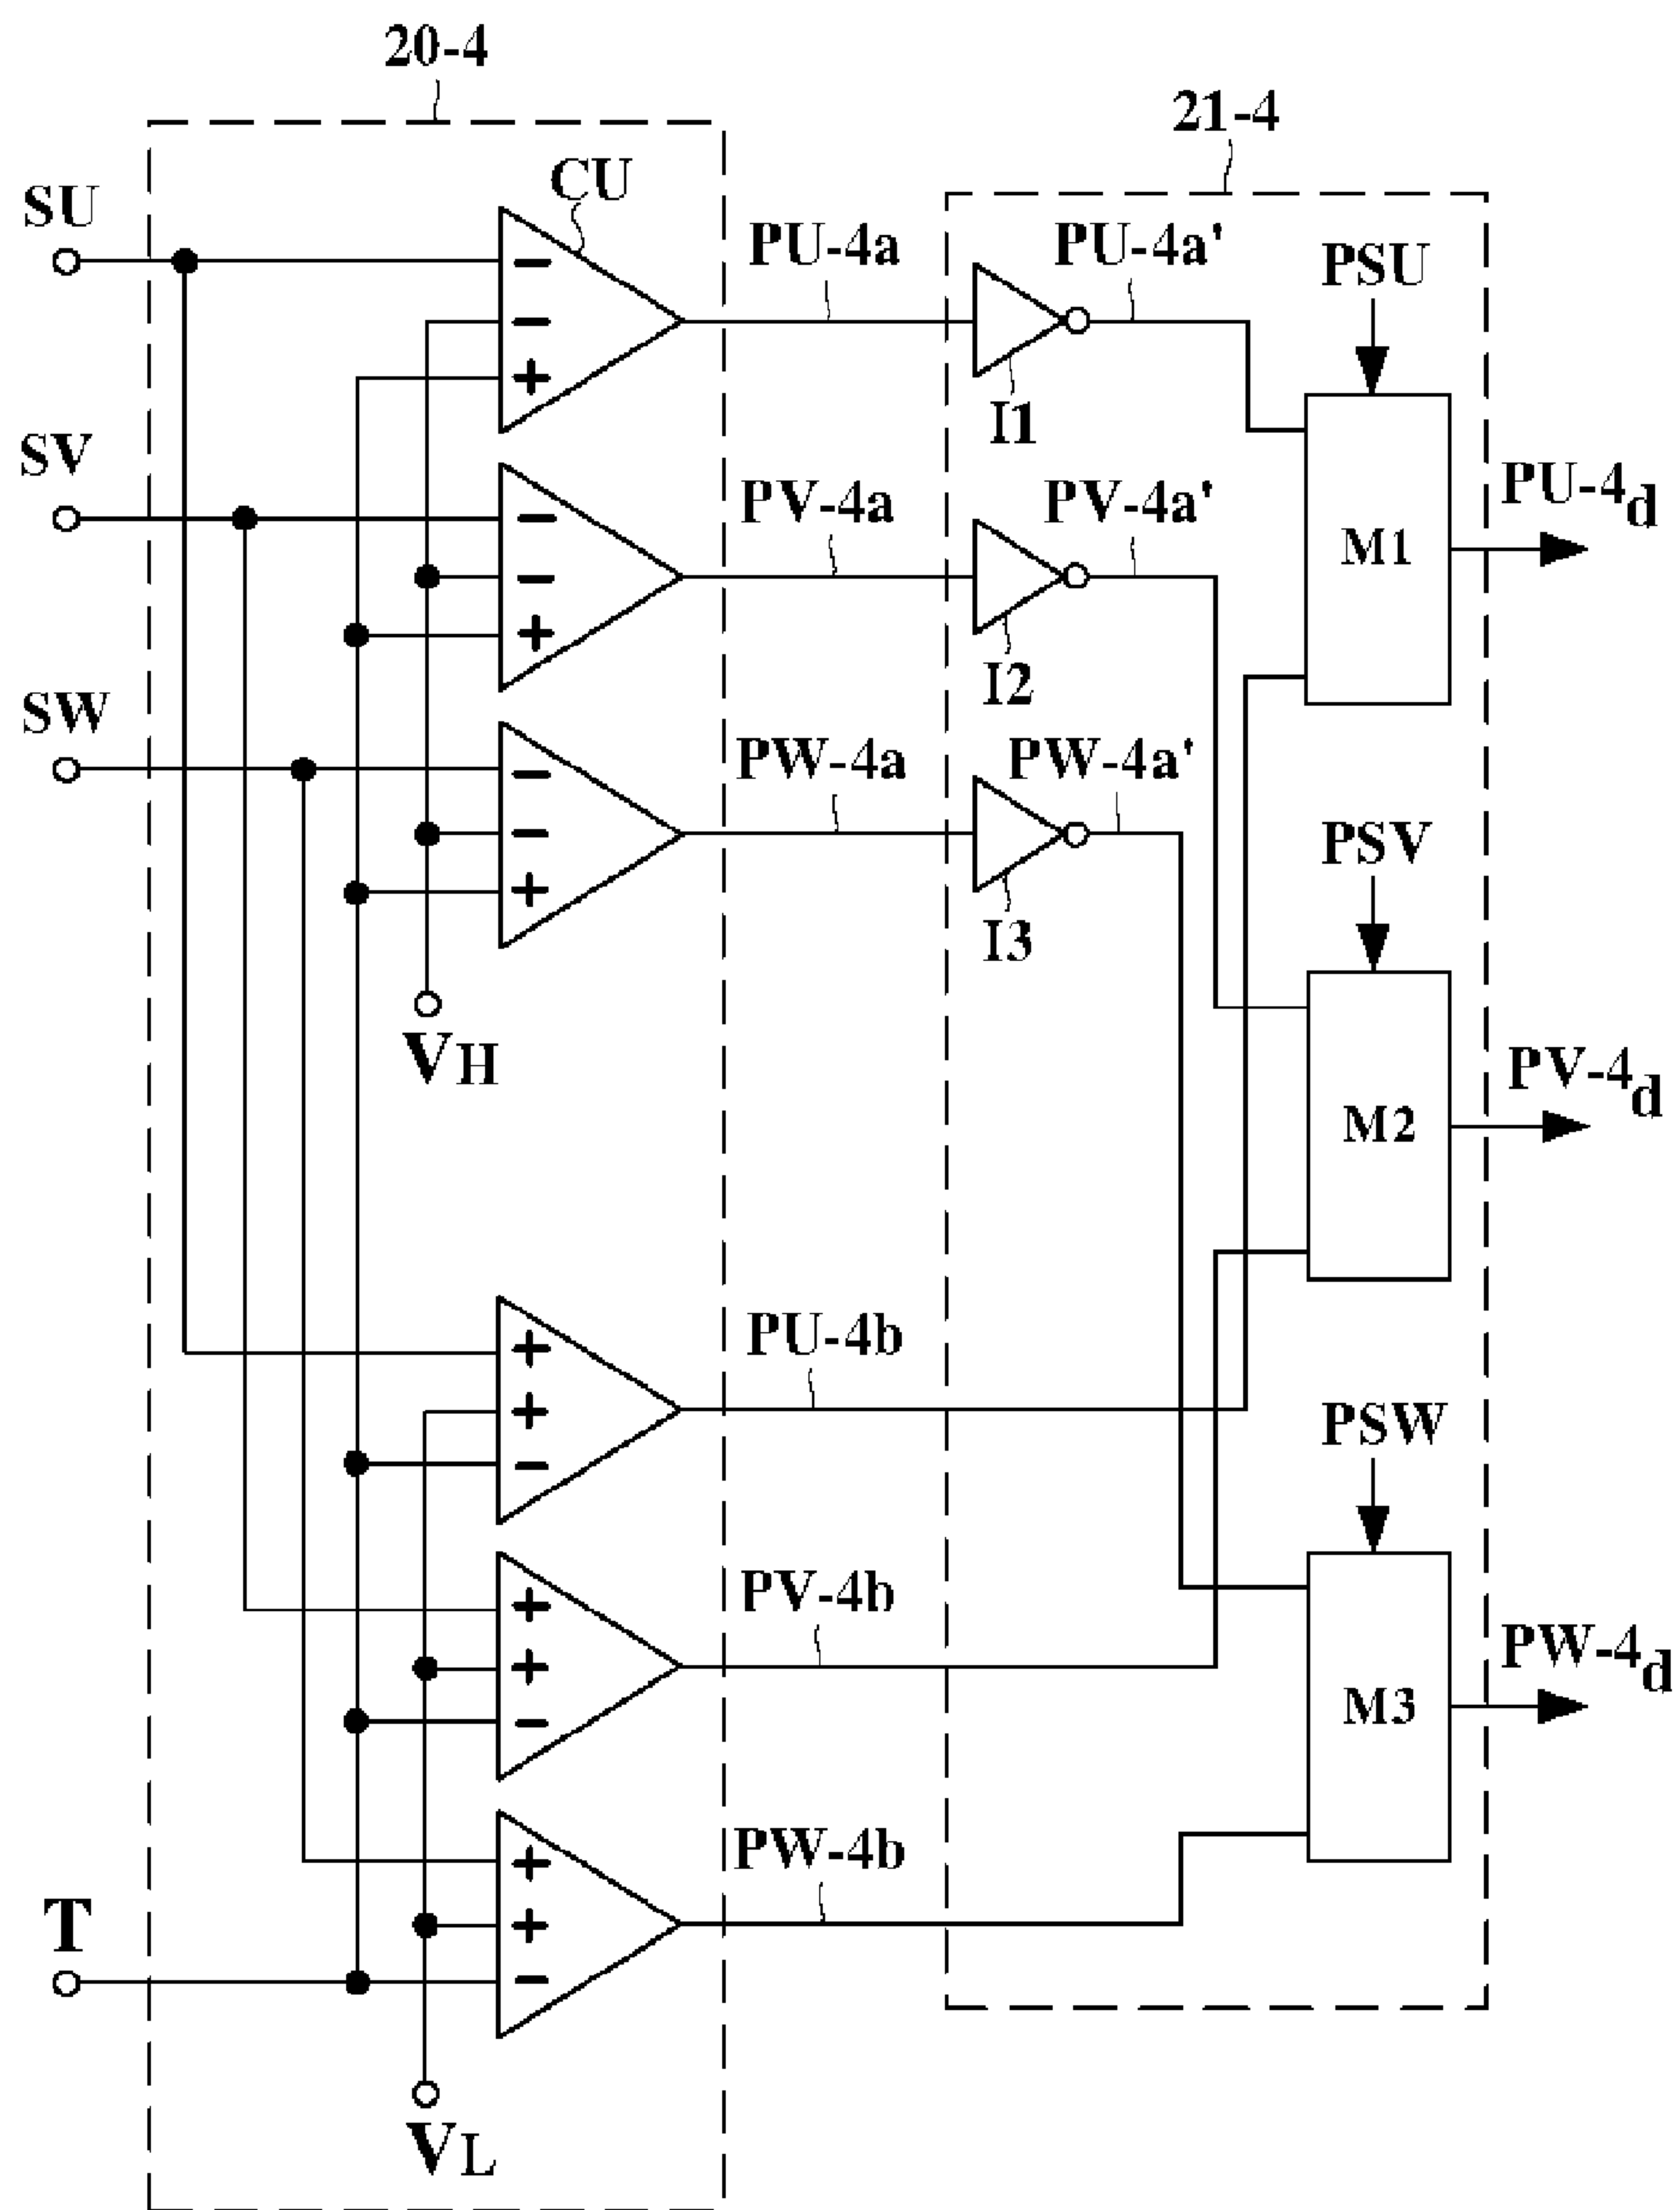 20-4
21-4
CU
SU
PU-4a
PU-4a'
PSU
−
−
+
I1
SV
PV-4a
PV-4a'
PU-4d
M1
−
−
+
I2
SW
PW-4a
PW-4a'
−
−
+
PSV
I3
VH
PV-4d
M2
PU-4b
+
+
−
PSW
PV-4b
+
+
−
PW-4d
M3
PW-4b
+
+
−
T
VL